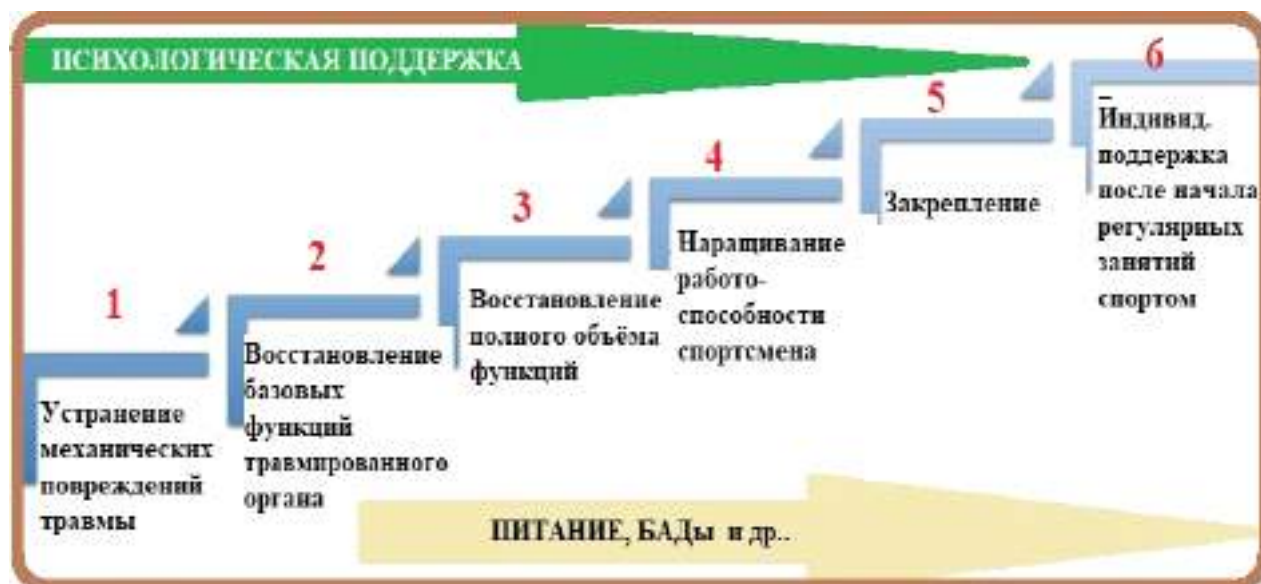 ПСИХОЛОГИЧЕСКАЯ ПОДДЕРЖКА
1
Устранение
механических
повреждений
травмы
2
Восстановление
базовых
функций
травмированного
органа
3
Восстановление
полного объёма
функций
4
Наращивание
работо-
способности
спортсмена
5
Закрепление
6
Индивид.
поддержка
после начала
регулярных
занятий
спортом
ПИТАНИЕ, БАДы и др..